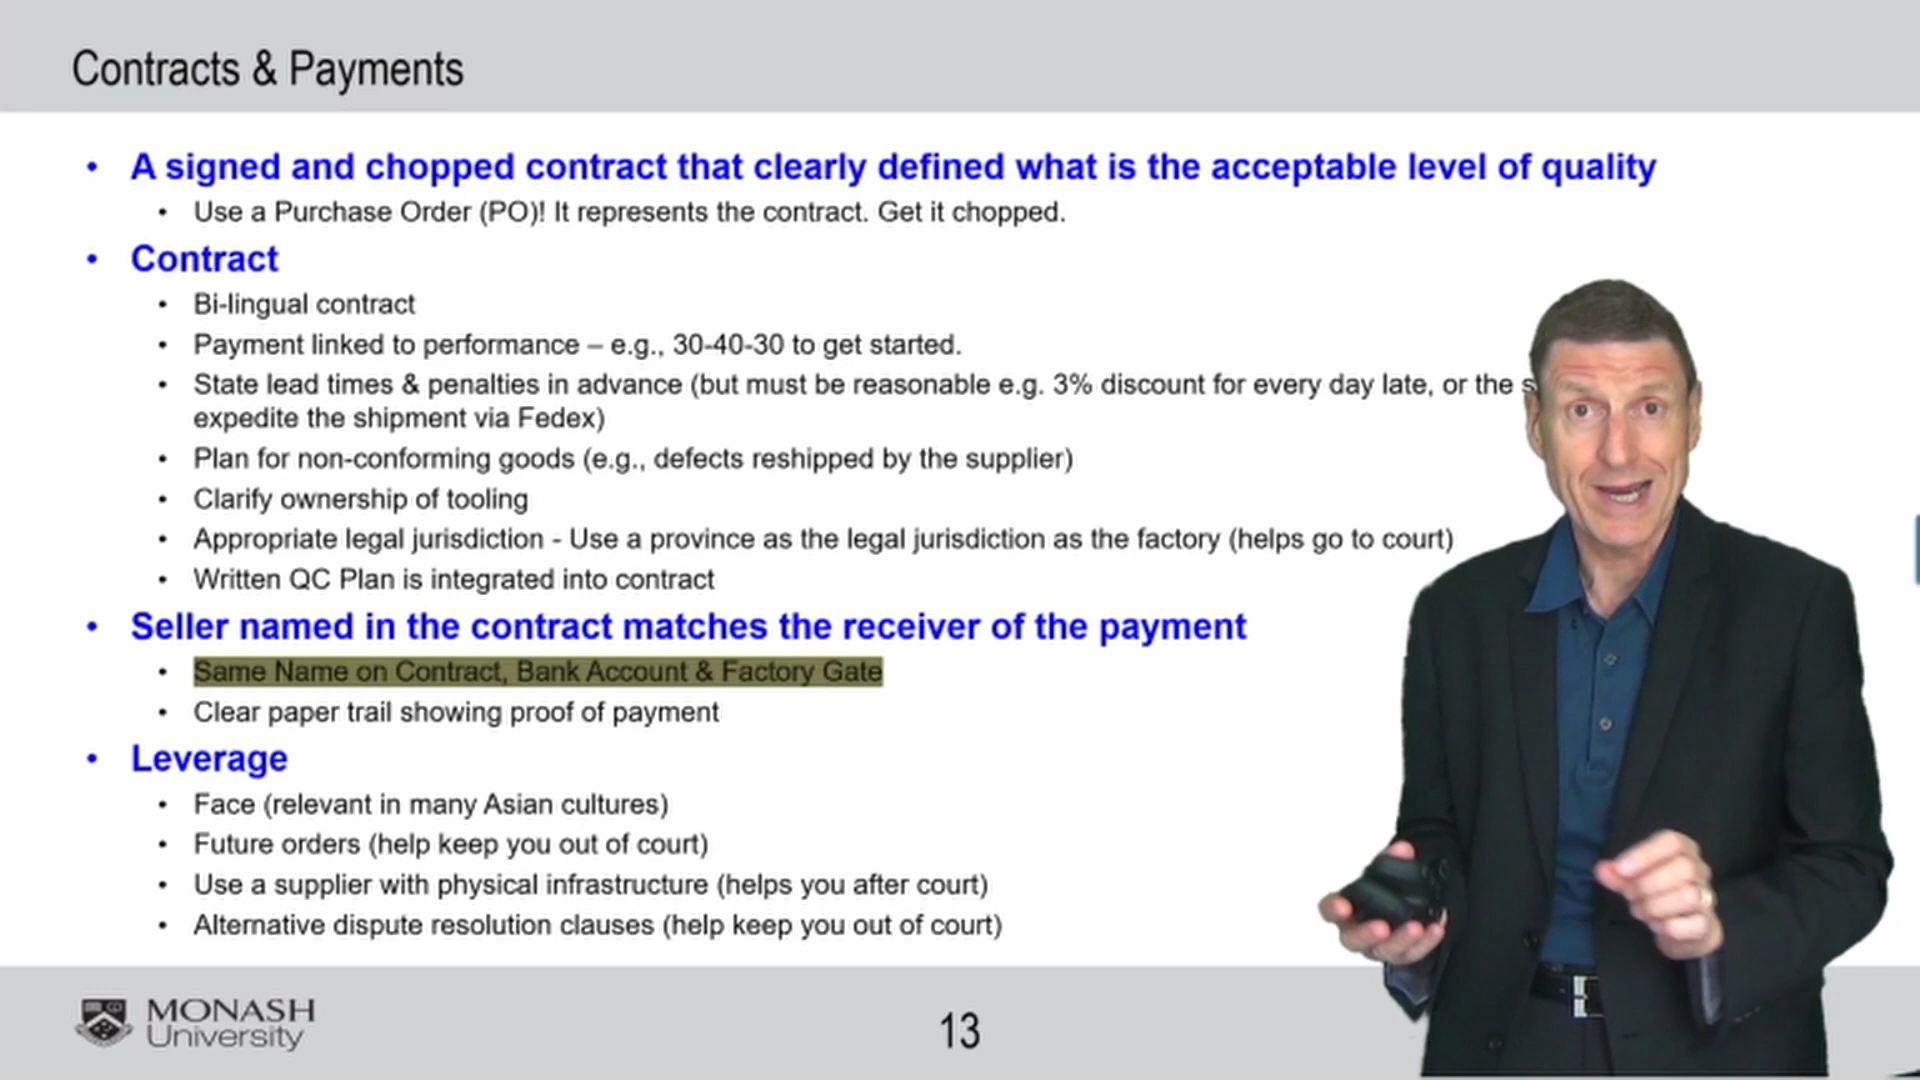 Contracts & Payments
• A signed and chopped contract that clearly defined what is the acceptable level of quality
• Use a Purchase Order (PO)! It represents the contract. Get it chopped.
• Contract
• Bi-lingual contract
• Payment linked to performance – e.g., 30-40-30 to get started.
• State lead times & penalties in advance (but must be reasonable e.g. 3% discount for every day late, or the
expedite the shipment via Fedex)
• Plan for non-conforming goods (e.g., defects reshipped by the supplier)
• Clarify ownership of tooling
• Appropriate legal jurisdiction - Use a province as the legal jurisdiction as the factory (helps go to court)
• Written QC Plan is integrated into contract
• Seller named in the contract matches the receiver of the payment
• Same Name on Contract, Bank Account & Factory Gate
• Clear paper trail showing proof of payment
• Leverage
• Face (relevant in many Asian cultures)
• Future orders (help keep you out of court)
• Use a supplier with physical infrastructure (helps you after court)
• Alternative dispute resolution clauses (help keep you out of court)
MONASH
University
13